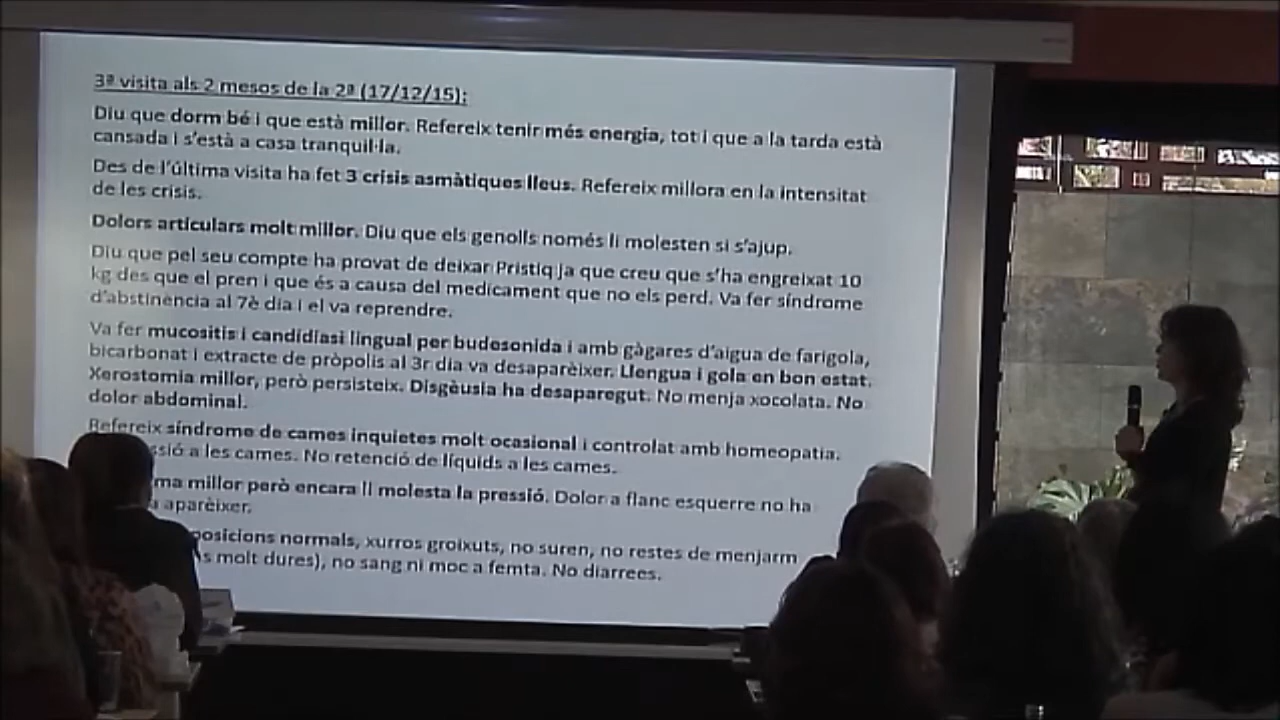 3ª visita als 2 mesos de la 2ª (17/12/15);
Diu que dorm bé i que està millor. Refereix tenir més energia, tot i que a la tarda està
cansada i s'està a casa tranquil·la.
Des de l'última visita ha fet 3 crisis asmàtiques lleus. Refereix millora en la intensitat
de les crisis.
Dolors articulars molt millor. Diu que els genolls només li molesten si s'ajup.
Diu que pel seu compte ha provat de deixar Pristiq ja que creu que s'ha engreixat 10
kg des que el pren i que és a causa del medicament que no els perd. Va fer síndrome
d'abstinència al 7è dia i el va reprendre.
Va fer mucositis i candidiasi lingual per budesonida i amb gàgares d'aigua de farigola,
bicarbonat i extracte de pròpolis al 3r dia va desaparèixer. Llengua i gola en bon estat.
Xerostomia millor, però persisteix. Disgèusia ha desaparegut. No menja xocolata. No
dolor abdominal.
Refereix síndrome de cames inquietes molt ocasional i controlat amb homeopatia.
ssió a les cames. No retenció de líquids a les cames.
ma millor però encara li molesta la pressió. Dolor a flanc esquerre no ha
a aparèixer.
posicions normals, xurros groixuts, no suren, no restes de menjarm
s molt dures), no sang ni moc a femta. No diarrees.